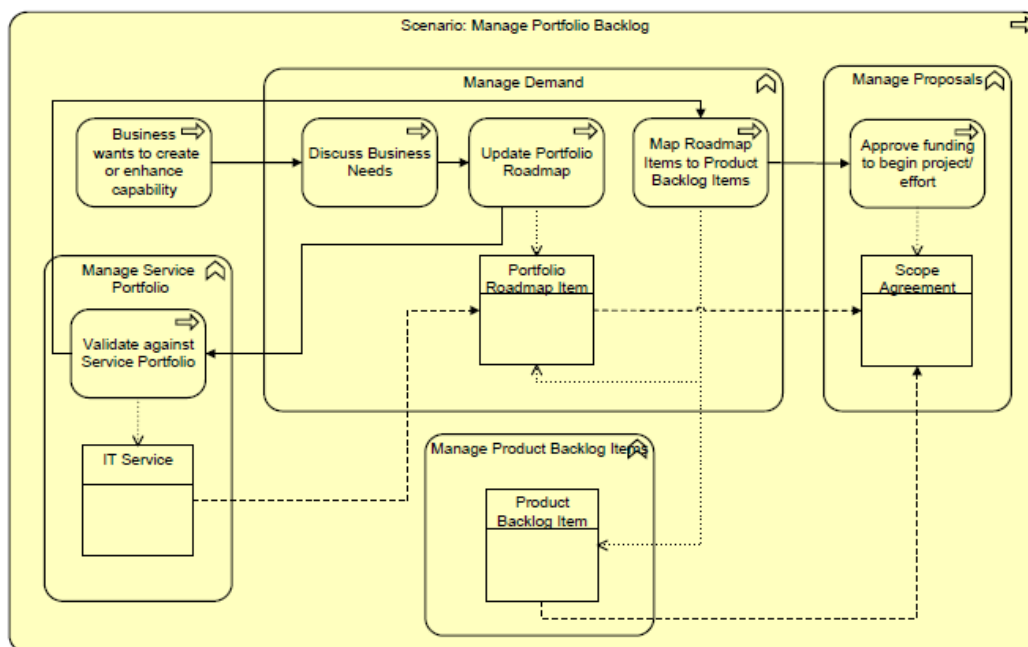 Scenario: Manage Portfolio Backlog
Manage Demand
Manage Proposals
Business
wants to create
or enhance
capability
Discuss Business
Needs
Update Portfolio
Roadmap
Map Roadmap
Items to Product
Backlog Items
Approve funding
to begin project/
effort
Manage Service
Portfolio
Portfolio
Roadmap Item
Scope
Agreement
Validate against
Service Portfolio
IT Service
Manage Product Backlog Items
Product
Backlog Item